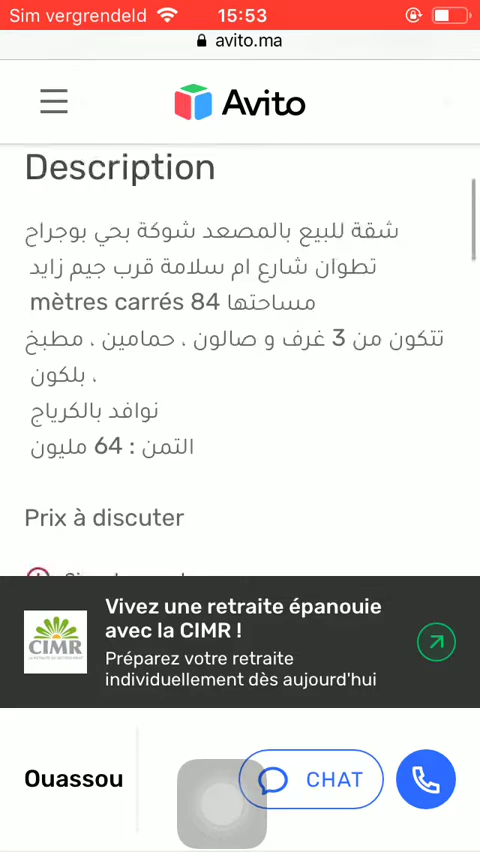 Sim vergrendeld
15:53
avito.ma
Avito
Description
شقة للبيع بالمصعد شوكة بحي بوجراح
تطوان شارع ام سلامة قرب جيم زايد
مساحتها 84 mètres carrés
تتكون من 3 غرف و صالون ، حمامين ، مطبخ
، بلكون
نوافد بالكرياج
التمن : 64 مليون
Prix à discuter
Vivez une retraite épanouie
avec la CIMR !
CIMR
Préparez votre retraite
individuellement dès aujourd'hui
Ouassou
CHAT